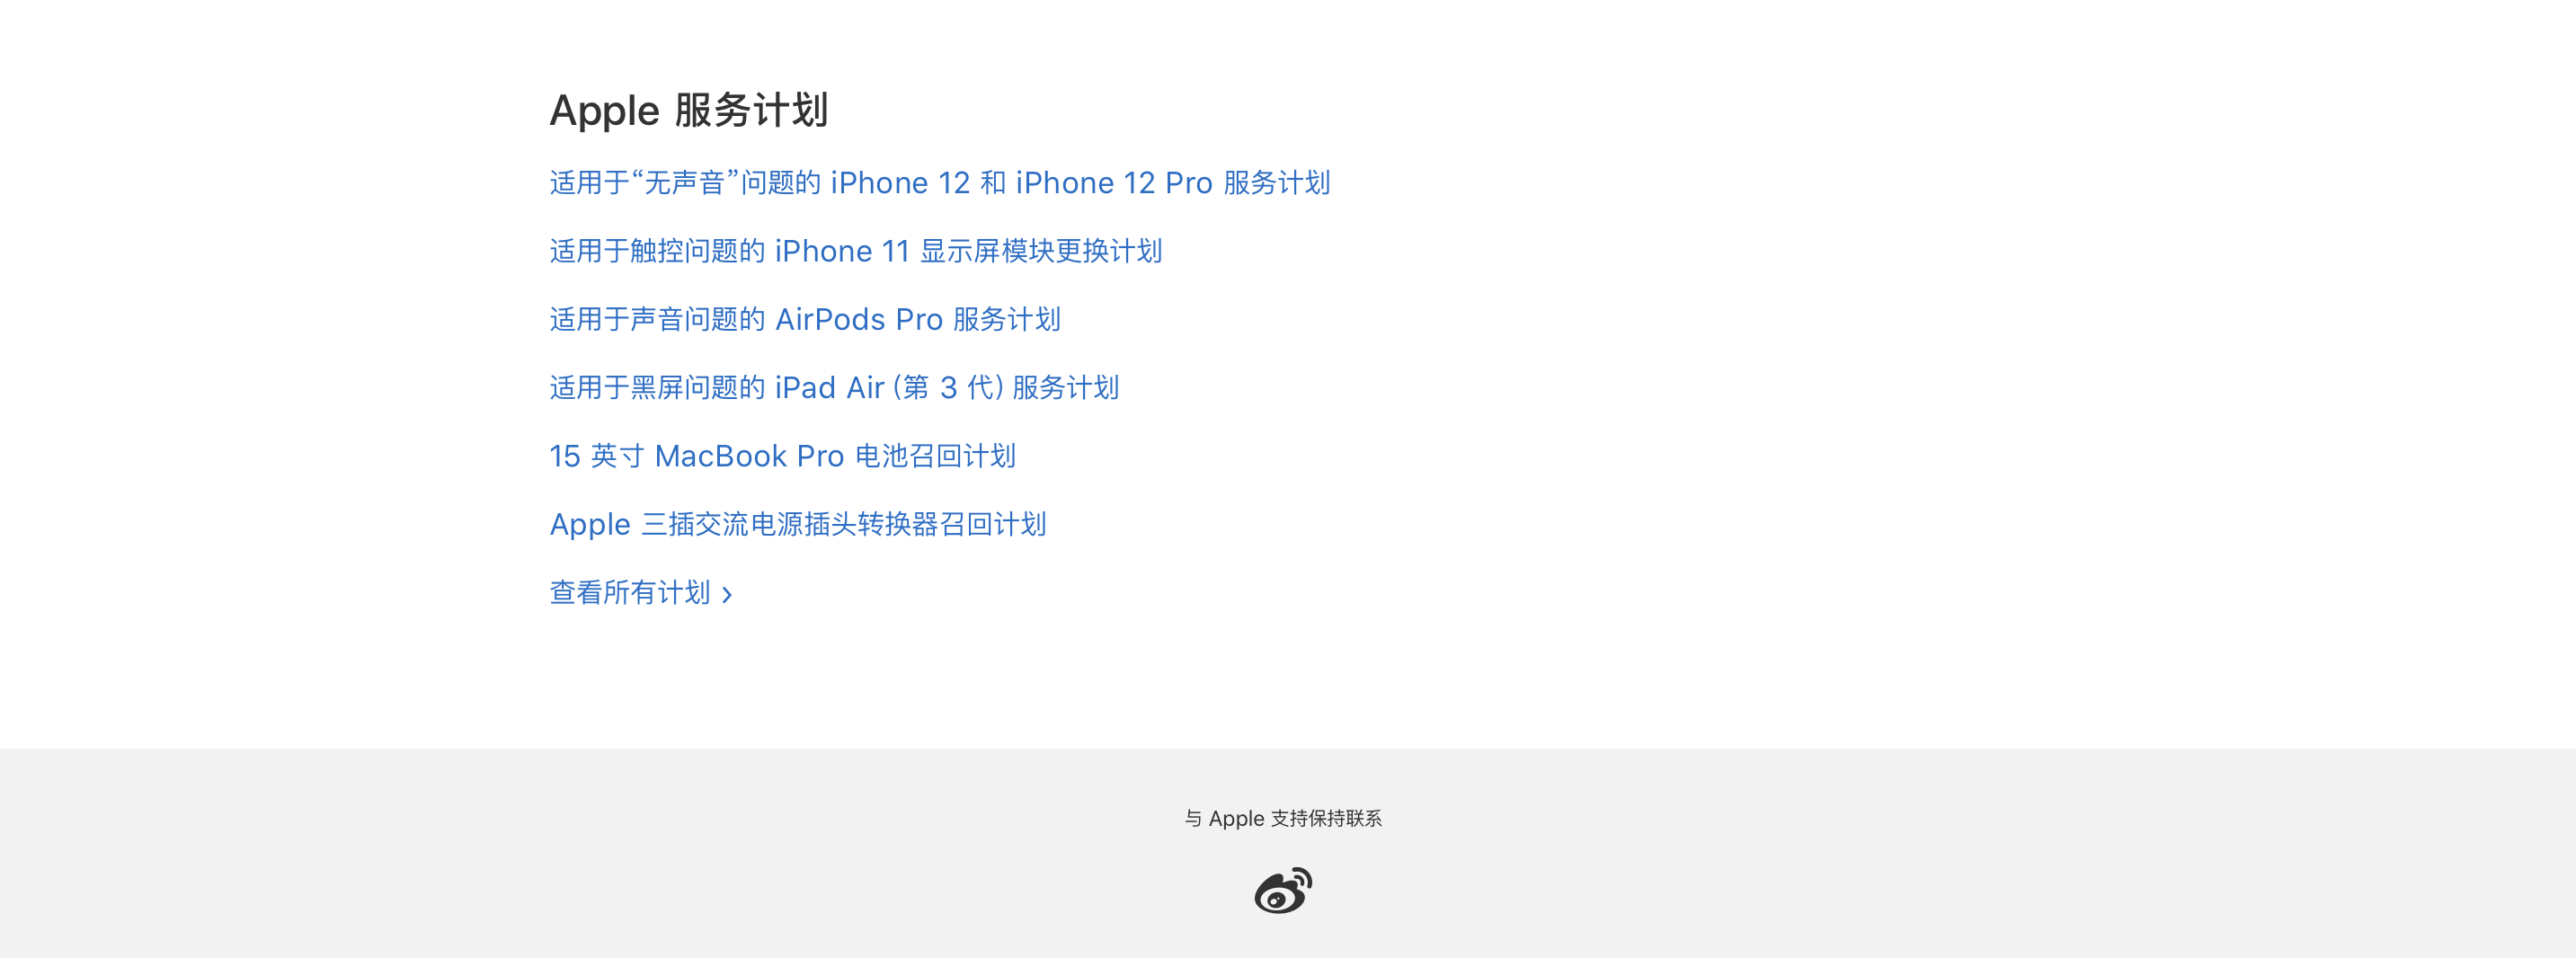 Apple 服务计划
适用于“无声音”问题的 iPhone 12 和 iPhone 12 Pro 服务计划
适用于触控问题的 iPhone 11 显示屏模块更换计划
适用于声音问题的 AirPods Pro 服务计划
适用于黑屏问题的 iPad Air (第 3 代) 服务计划
15 英寸 MacBook Pro 电池召回计划
Apple 三插交流电源插头转换器召回计划
查看所有计划 ›
与 Apple 支持保持联系